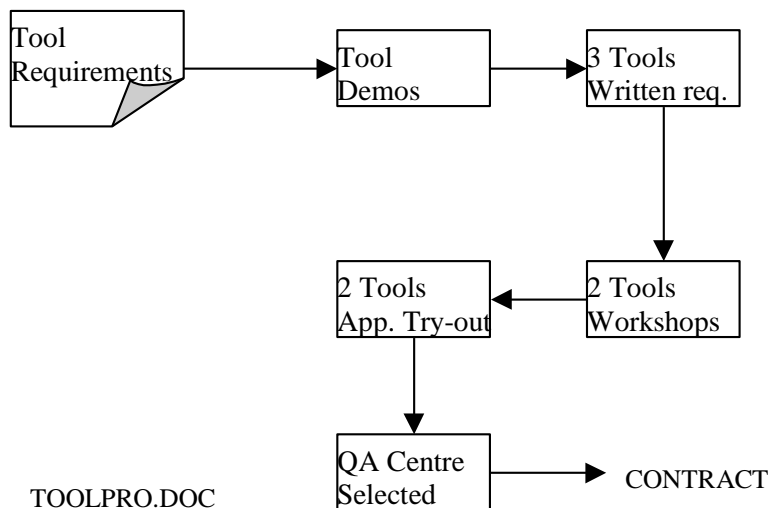 Tool
Requirements
Tool
Demos
3 Tools
Written req.
2 Tools
Workshops
2 Tools
App. Try-out
QA Centre
Selected
CONTRACT
TOOLPRO.DOC